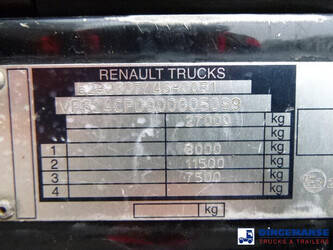 RENAULT TRUCKS
27000 kg
kg
1 8000 kg
2 11500 kg
3 7500 kg
4 kg
kg
DINGEMANSE
TRUCKS & TRAILERS